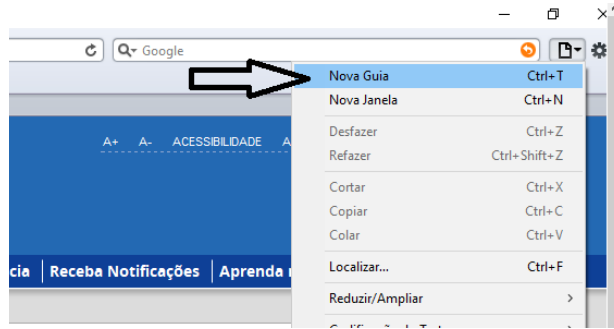 Google
Nova Guia Ctrl+T
Nova Janela Ctrl+N
Desfazer Ctrl+Z
Refazer Ctrl+Shift+Z
Cortar Ctrl+X
Copiar Ctrl+C
Colar Ctrl+V
Localizar... Ctrl+F
Reduzir/Ampliar
A+ A- ACESSIBILIDADE A
cia Receba Notificações Aprenda